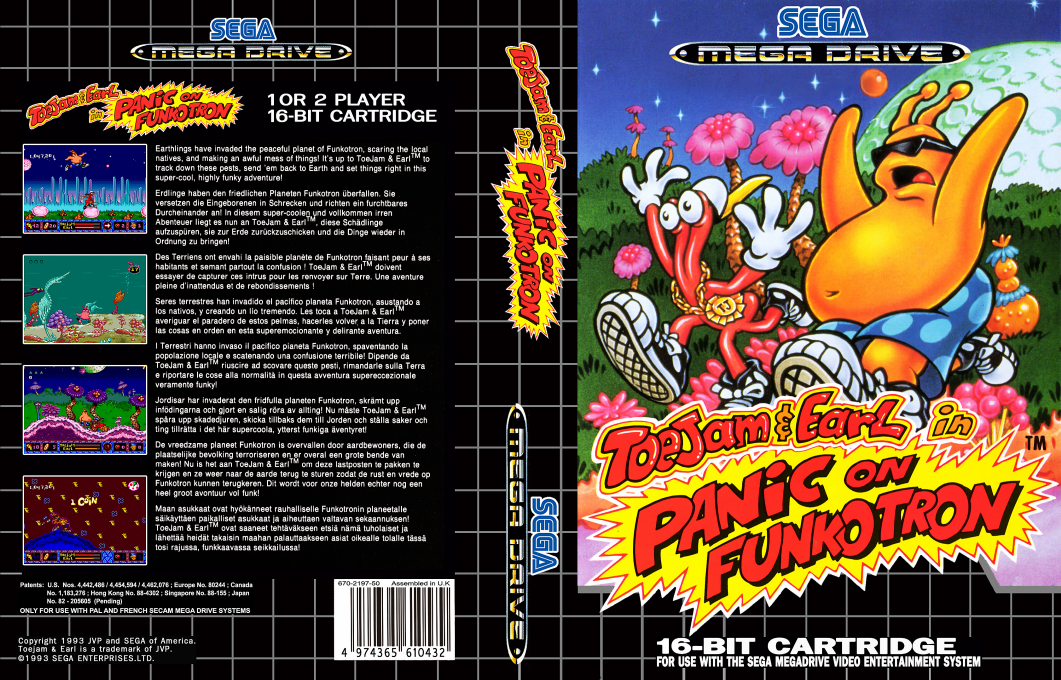 SEGA
MEGA DRIVE
ToeJam & Earl
in PANIC ON
FUNKOTRON
1 OR 2 PLAYER
16-BIT CARTRIDGE
Earthlings have invaded the peaceful planet of Funkotron, scaring the local
natives, and making an awful mess of things! It's up to ToeJam & Earl™ to
track down these pests, send 'em back to Earth and set things right in this
super-cool, highly funky adventure!
Erdlinge haben den friedlichen Planeten Funkotron überfallen. Sie
versetzen die Eingeborenen in Schrecken und richten ein furchtbares
Durcheinander an! In diesem super-coolen und vollkommen irren
Abenteuer liegt es nun an ToeJam & Earl™, diese Schädlinge
aufzuspüren, sie zur Erde zurückzuschicken und die Dinge wieder in
Ordnung zu bringen!
Des Terriens ont envahi la paisible planète de Funkotron faisant peur à ses
habitants et semant partout la confusion ! ToeJam & Earl™ doivent
essayer de capturer ces intrus pour les renvoyer sur Terre. Une aventure
pleine d'inattendus et de rebondissements !
Seres terrestres han invadido el pacífico planeta Funkotron, asustando a
los nativos, y creando un lío tremendo. Les toca a ToeJam & Earl™
averiguar el paradero de estos pelmas, hacerles volver a la Tierra y poner
las cosas en orden en esta superemocionante y delirante aventura.
I Terrestri hanno invaso il pacifico pianeta Funkotron, spaventando la
popolazione locale e scatenando una confusione terribile! Dipende da
ToeJam & Earl™ riuscire ad scovare queste pesti, rimandarle sulla Terra
e riportare le cose alla normalità in questa avventura supereccezionale
veramente funky!
Jordisar har invaderat den fridfulla planeten Funkotron, skrämt upp
infödingarna och gjort en salig röra av allting! Nu måste ToeJam & Earl™
spåra upp skadedjuren, skicka tillbaks dem till Jorden och ställa saker och
ting tillrätta i det här supercoola, ytterst funkiga äventyret!
De vreedzame planeet Funkotron is overvallen door aardbewoners, die de
plaatselijke bevolking terroriseren en er overal een grote bende van
maken! Nu is het aan ToeJam & Earl™ om deze lastposten te pakken te
krijgen en ze weer naar de aarde terug te sturen zodat de rust en vrede op
Funkotron kunnen terugkeren. Dit wordt voor onze helden echter nog een
heel groot avontuur vol funk!
Maan asukkaat ovat hyökänneet rauhalliselle Funkotronin planeetalle
säikäyttäen paikalliset asukkaat ja aiheuttaen valtavan sekaannuksen!
ToeJam & Earl™ ovat saaneet tehtäväkseen etsiä nämä tuholaiset ja
lähettää heidät takaisin maahan palauttaakseen asiat oikealle tolalle tässä
tosi rajussa, funkkaavassa seikkailussa!
1 COIN
Patents: U.S. Nos. 4,442,486 / 4,454,594 / 4,462,076 ; Europe No. 80244 ; Canada
No. 1,183,276 ; Hong Kong No. 88-4302 ; Singapore No. 88-155 ; Japan
No. 82 - 205605 (Pending)
ONLY FOR USE WITH PAL AND FRENCH SECAM MEGA DRIVE SYSTEMS
Copyright 1993 JVP and SEGA of America.
Toejam & Earl is a trademark of JVP.
©1993 SEGA ENTERPRISES.LTD.
670-2197-50 Assembled in U.K
4 974365 610432
ToeJam & Earl
in
PANIC ON
FUNKOTRON
SEGA
MEGA DRIVE
SEGA
MEGA DRIVE
TJ
ToeJam & Earl in
TM
PANIC ON
FUNKOTRON
16-BIT CARTRIDGE
FOR USE WITH THE SEGA MEGADRIVE VIDEO ENTERTAINMENT SYSTEM